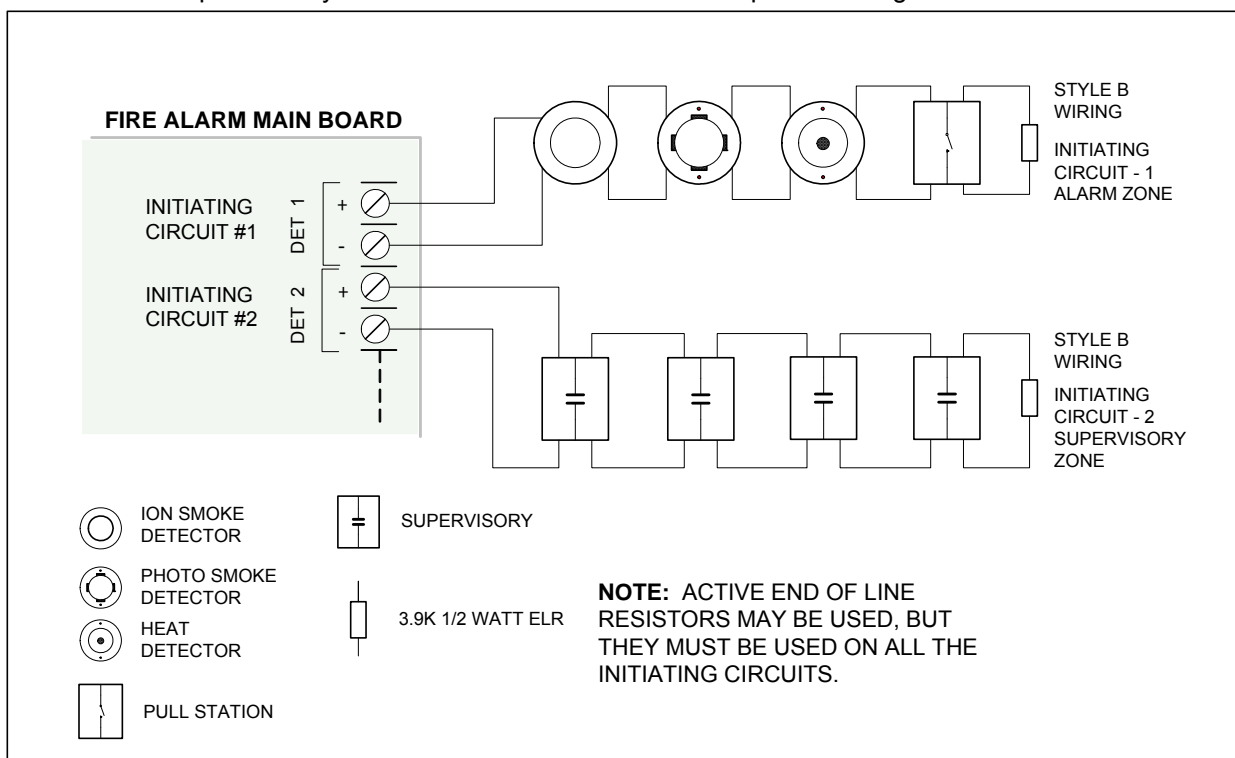 FIRE ALARM MAIN BOARD
INITIATING
CIRCUIT #1
DET 1
+
-
INITIATING
CIRCUIT #2
DET 2
+
-
STYLE B
WIRING
INITIATING
CIRCUIT - 1
ALARM ZONE
STYLE B
WIRING
INITIATING
CIRCUIT - 2
SUPERVISORY
ZONE
ION SMOKE
DETECTOR
PHOTO SMOKE
DETECTOR
HEAT
DETECTOR
PULL STATION
SUPERVISORY
3.9K 1/2 WATT ELR
NOTE: ACTIVE END OF LINE
RESISTORS MAY BE USED, BUT
THEY MUST BE USED ON ALL THE
INITIATING CIRCUITS.